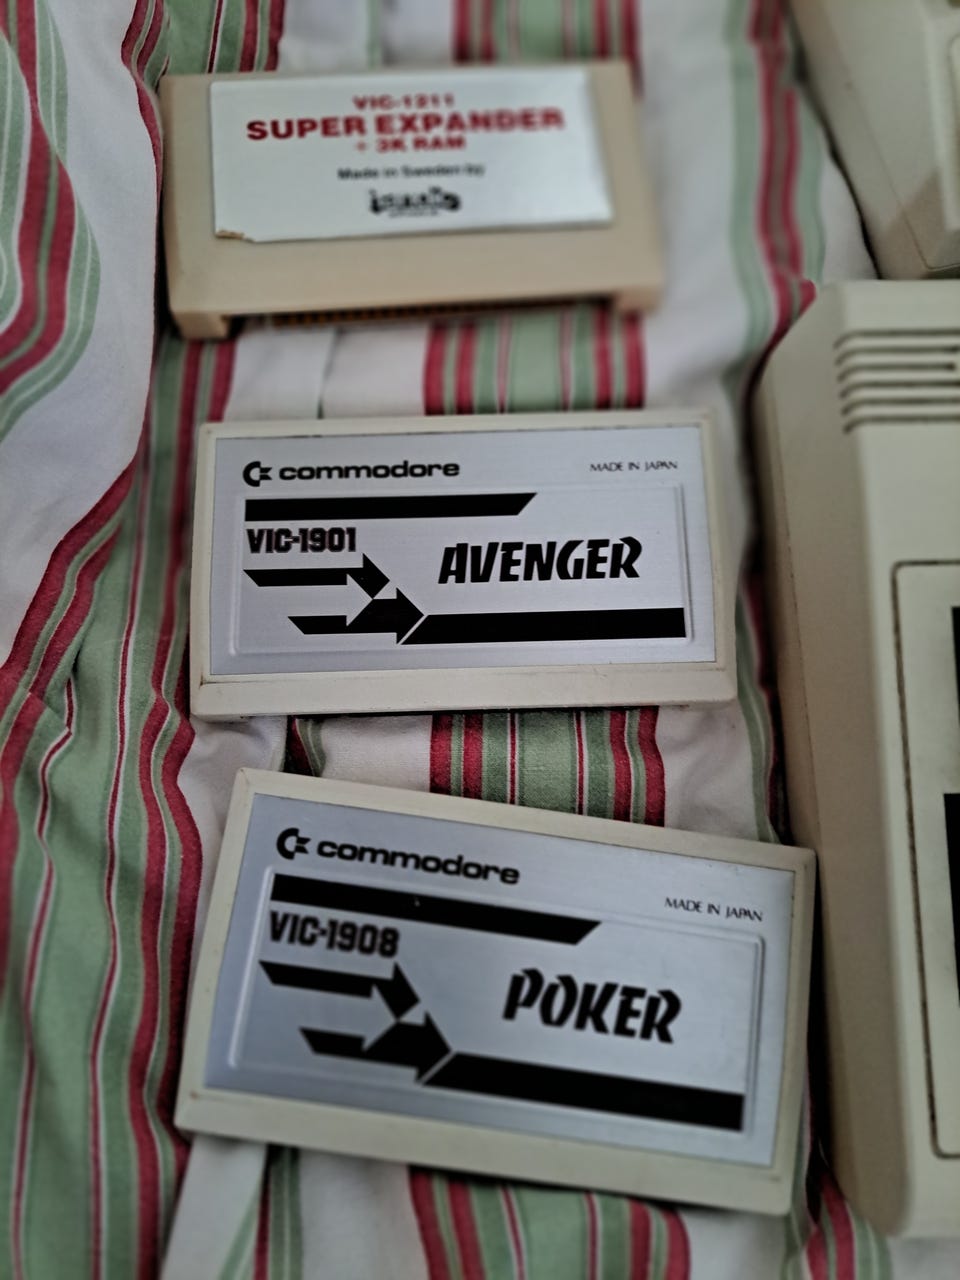 VIC-1211
SUPER EXPANDER
+ 3K RAM
Made in Sweden by
commodore
MADE IN JAPAN
VIC-1901
AVENGER
commodore
MADE IN JAPAN
VIC-1908
POKER